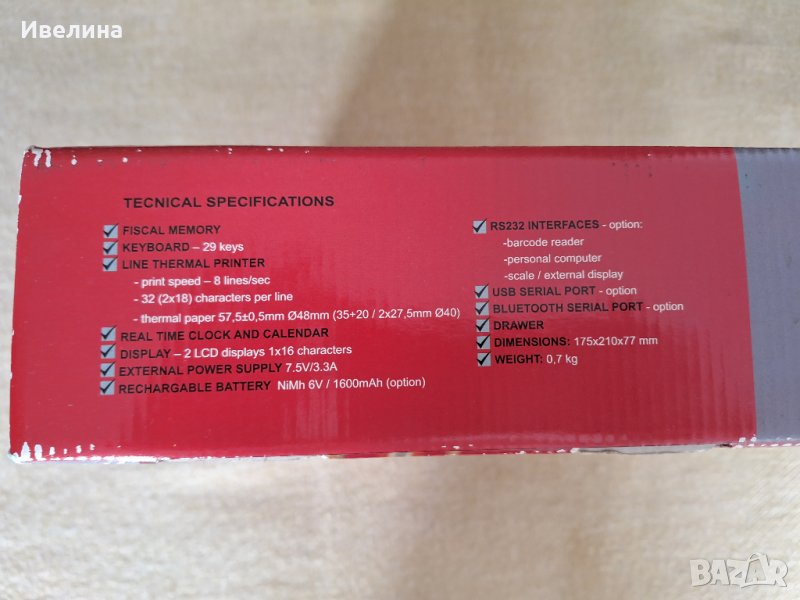 Ивелина
TECNICAL SPECIFICATIONS
FISCAL MEMORY
KEYBOARD – 29 keys
LINE THERMAL PRINTER
- print speed – 8 lines/sec
- 32 (2x18) characters per line
- thermal paper 57,5±0,5mm Ø48mm (35+20 / 2x27,5mm Ø40)
REAL TIME CLOCK AND CALENDAR
DISPLAY – 2 LCD displays 1x16 characters
EXTERNAL POWER SUPPLY 7.5V/3.3A
RECHARGABLE BATTERY NiMh 6V / 1600mAh (option)
RS232 INTERFACES - option:
-barcode reader
-personal computer
-scale / external display
USB SERIAL PORT - option
BLUETOOTH SERIAL PORT - option
DRAWER
DIMENSIONS: 175x210x77 mm
WEIGHT: 0,7 kg
BAZAR